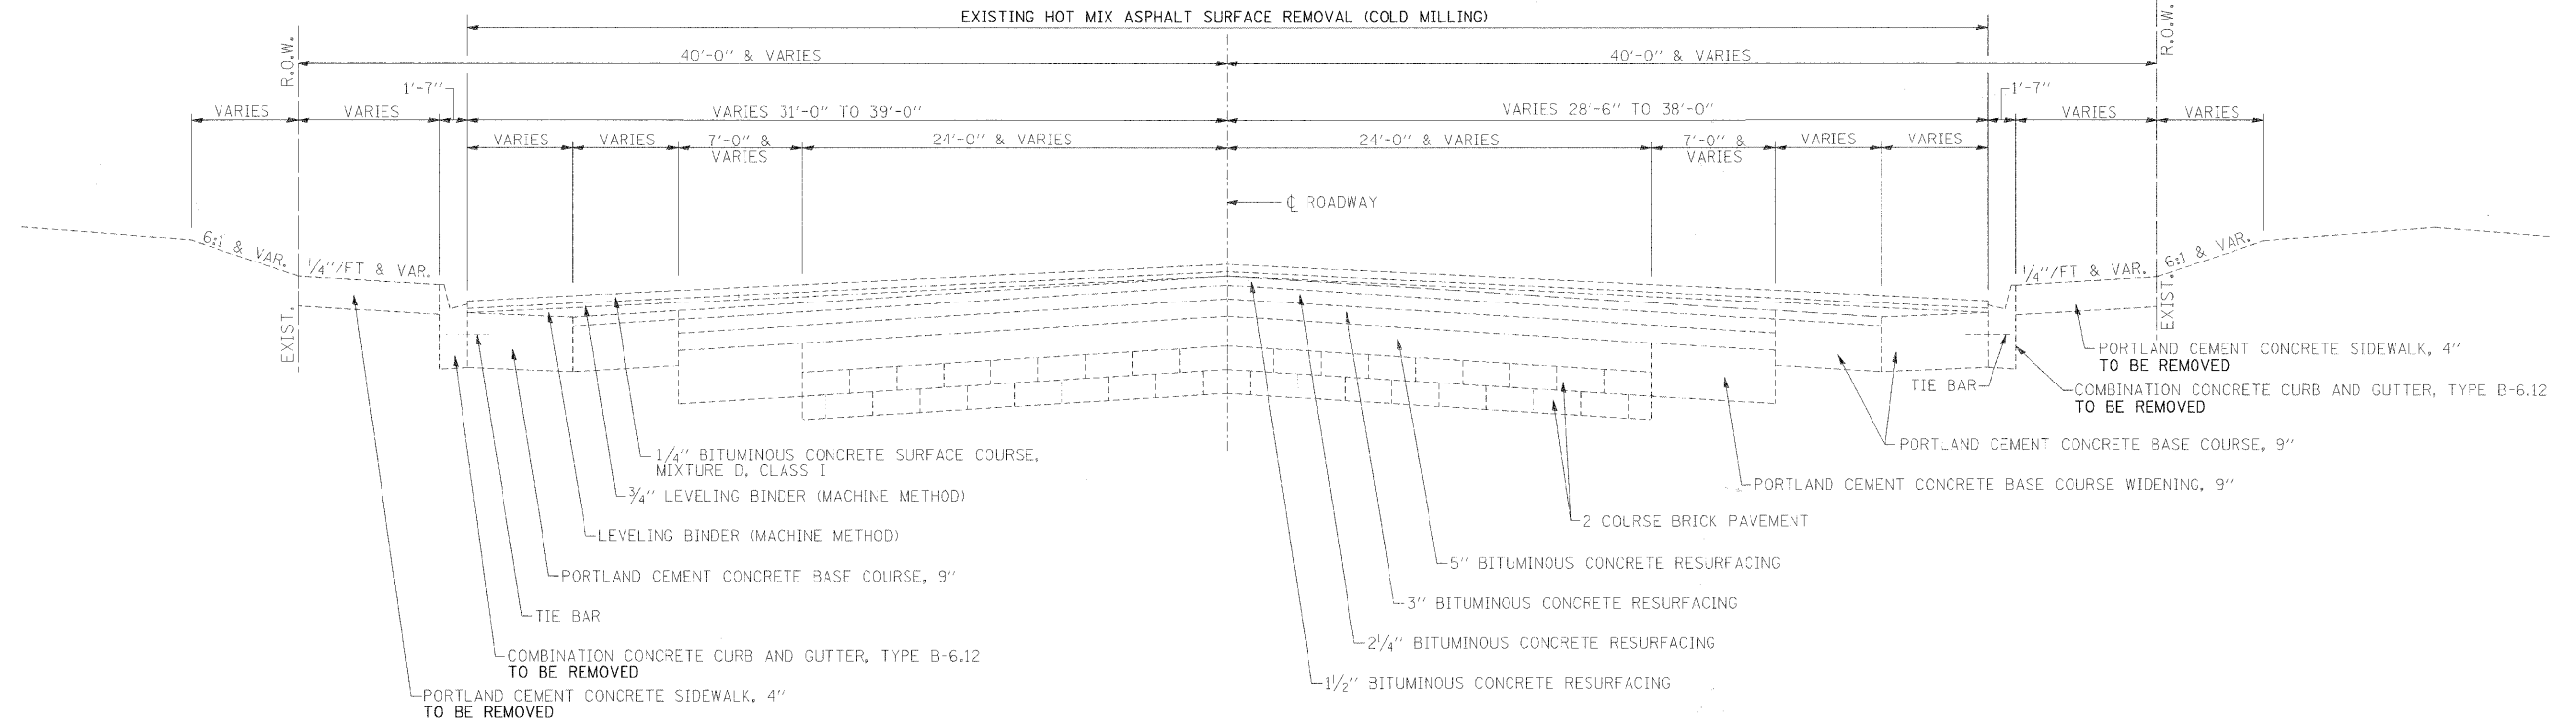 EXISTING HOT MIX ASPHALT SURFACE REMOVAL (COLD MILLING)
R.O.W.
R.O.W.
40'-0" & VARIES
40'-0" & VARIES
1'-7"
1'-7"
VARIES
VARIES
VARIES 31'-0" TO 39'-0"
VARIES 28'-6" TO 38'-0"
VARIES
VARIES
VARIES
VARIES
7'-0" &
VARIES
24'-0" & VARIES
24'-0" & VARIES
7'-0" &
VARIES
VARIES
VARIES
℄ ROADWAY
6:1 & VAR.
1/4"/FT & VAR.
1/4"/FT & VAR.
6:1 & VAR.
EXIST.
EXIST.
PORTLAND CEMENT CONCRETE SIDEWALK, 4"
TO BE REMOVED
TIE BAR
COMBINATION CONCRETE CURB AND GUTTER, TYPE B-6.12
TO BE REMOVED
PORTLAND CEMENT CONCRETE BASE COURSE, 9"
PORTLAND CEMENT CONCRETE BASE COURSE WIDENING, 9"
2 COURSE BRICK PAVEMENT
5" BITUMINOUS CONCRETE RESURFACING
3" BITUMINOUS CONCRETE RESURFACING
2 1/4" BITUMINOUS CONCRETE RESURFACING
1 1/2" BITUMINOUS CONCRETE RESURFACING
1 1/4" BITUMINOUS CONCRETE SURFACE COURSE,
MIXTURE D, CLASS I
3/4" LEVELING BINDER (MACHINE METHOD)
LEVELING BINDER (MACHINE METHOD)
PORTLAND CEMENT CONCRETE BASE COURSE, 9"
TIE BAR
COMBINATION CONCRETE CURB AND GUTTER, TYPE B-6.12
TO BE REMOVED
PORTLAND CEMENT CONCRETE SIDEWALK, 4"
TO BE REMOVED